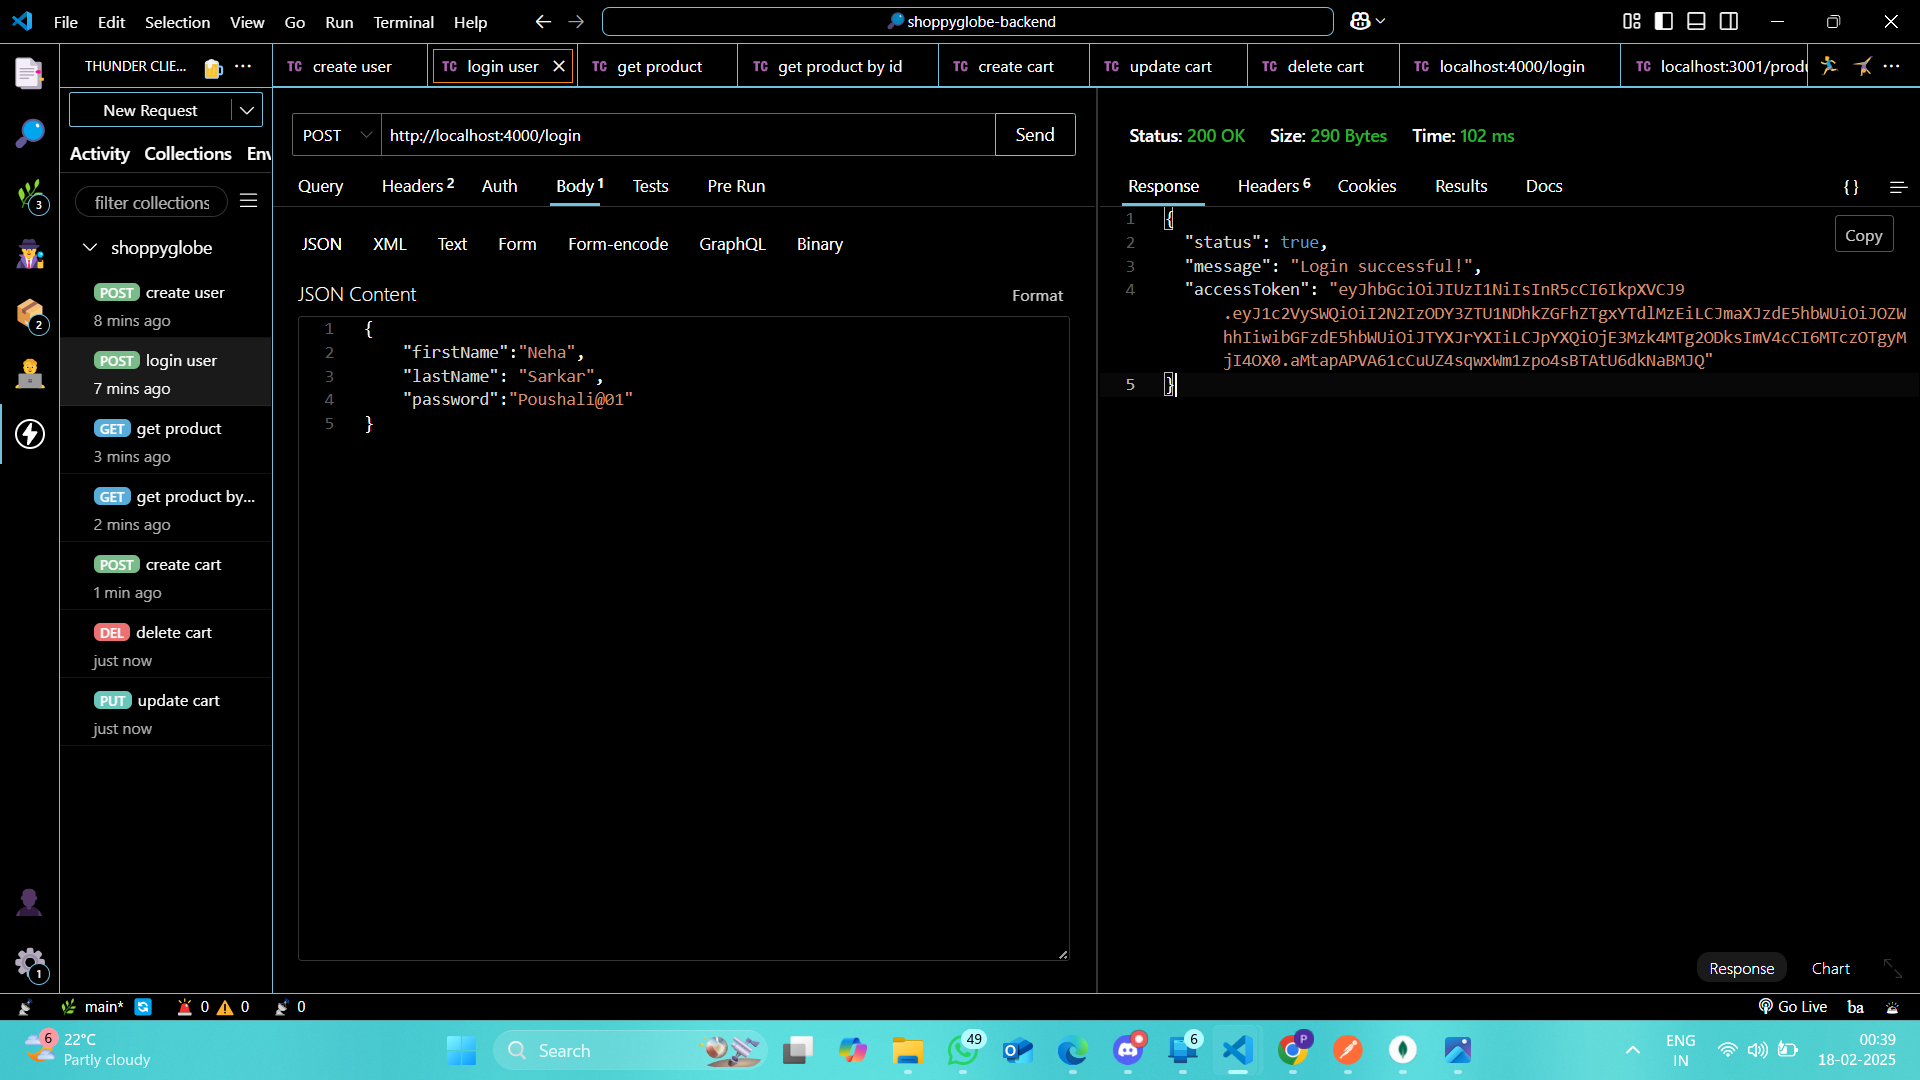 File Edit Selection View Go Run Terminal Help
shoppyglobe-backend
THUNDER CLIE...
TC create user
TC login user
TC get product
TC get product by id
TC create cart
TC update cart
TC delete cart
TC localhost:4000/login
TC localhost:3001/produ
New Request
Activity Collections Env
filter collections
shoppyglobe
POST create user
8 mins ago
POST login user
7 mins ago
GET get product
3 mins ago
GET get product by...
2 mins ago
POST create cart
1 min ago
DEL delete cart
just now
PUT update cart
just now
3
2
1
POST http://localhost:4000/login Send
Query Headers 2 Auth Body 1 Tests Pre Run
JSON XML Text Form Form-encode GraphQL Binary
JSON Content Format
1 {
2 "firstName":"Neha",
3 "lastName": "Sarkar",
4 "password":"Poushali@01"
5 }
Status: 200 OK Size: 290 Bytes Time: 102 ms
Response Headers 6 Cookies Results Docs {}
Copy
1 {
2 "status": true,
3 "message": "Login successful!",
4 "accessToken": "eyJhbGciOiJIUzI1NiIsInR5cCI6IkpXVCJ9
.eyJ1c2VySWQiOiI2N2IzODY3ZTU1NDhkZGFhZTgxYTdlMzEiLCJmaXJzdE5hbWUiOiJOZW
hhIiwibGFzdE5hbWUiOiJTYXJrYXIiLCJpYXQiOjE3Mzk4MTg2ODksImV4cCI6MTczOTgyM
jI4OX0.aMtapAPVA61cCuUZ4sqwxWm1zpo4sBTAtU6dkNaBMJQ"
5 }
Response Chart
main* 0 0 0
Go Live ba
6
22°C
Partly cloudy
Search
49
6
P
ENG
IN
00:39
18-02-2025